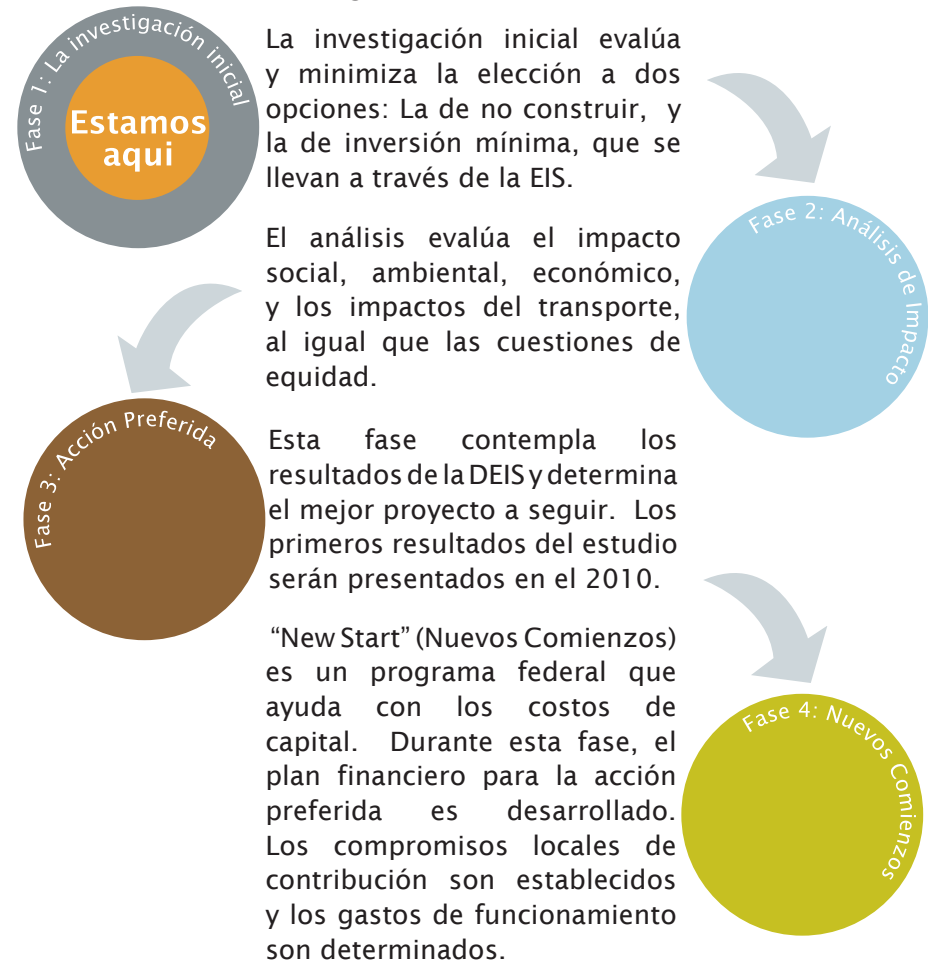 Fase 1: La investigación inicial
Estamos
aqui
La investigación inicial evalúa
y minimiza la elección a dos
opciones: La de no construir, y
la de inversión mínima, que se
llevan a través de la EIS.
Fase 2: Análisis de Impacto
El análisis evalúa el impacto
social, ambiental, económico,
y los impactos del transporte,
al igual que las cuestiones de
equidad.
Fase 3: Acción Preferida
Esta fase contempla los
resultados de la DEIS y determina
el mejor proyecto a seguir. Los
primeros resultados del estudio
serán presentados en el 2010.
Fase 4: Nuevos Comienzos
“New Start” (Nuevos Comienzos)
es un programa federal que
ayuda con los costos de
capital. Durante esta fase, el
plan financiero para la acción
preferida es desarrollado.
Los compromisos locales de
contribución son establecidos
y los gastos de funcionamiento
son determinados.